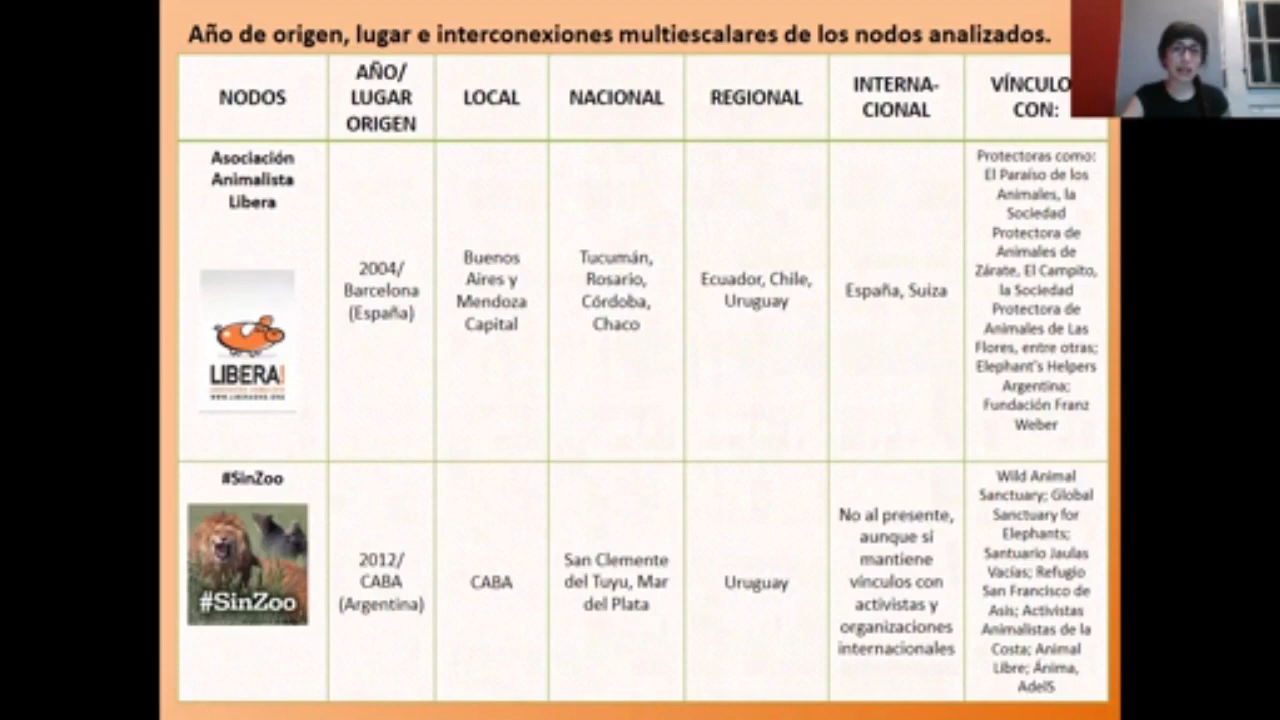 Año de origen, lugar e interconexiones multiescalares de los nodos analizados.
NODOS
AÑO/
LUGAR
ORIGEN
LOCAL
NACIONAL
REGIONAL
INTERNA-
CIONAL
VÍNCULO
CON:
Asociación
Animalista
Libera
LIBERA!
2004/
Barcelona
(España)
Buenos
Aires y
Mendoza
Capital
Tucumán,
Rosario,
Córdoba,
Chaco
Ecuador, Chile,
Uruguay
España, Suiza
Protectoras como:
El Paraíso de los
Animales, la
Sociedad
Protectora de
Animales de
Zárate, El Campito,
la Sociedad
Protectora de
Animales de Las
Flores, entre otras;
Elephant's Helpers
Argentina;
Fundación Franz
Weber
#SinZoo
#SinZoo
2012/
CABA
(Argentina)
CABA
San Clemente
del Tuyu, Mar
del Plata
Uruguay
No al presente,
aunque si
mantiene
vínculos con
activistas y
organizaciones
internacionales
Wild Animal
Sanctuary; Global
Sanctuary for
Elephants;
Santuario Jaulas
Vacías; Refugio
San Francisco de
Asis; Activistas
Animalistas de la
Costa; Animal
Libre; Ánima,
AdelS